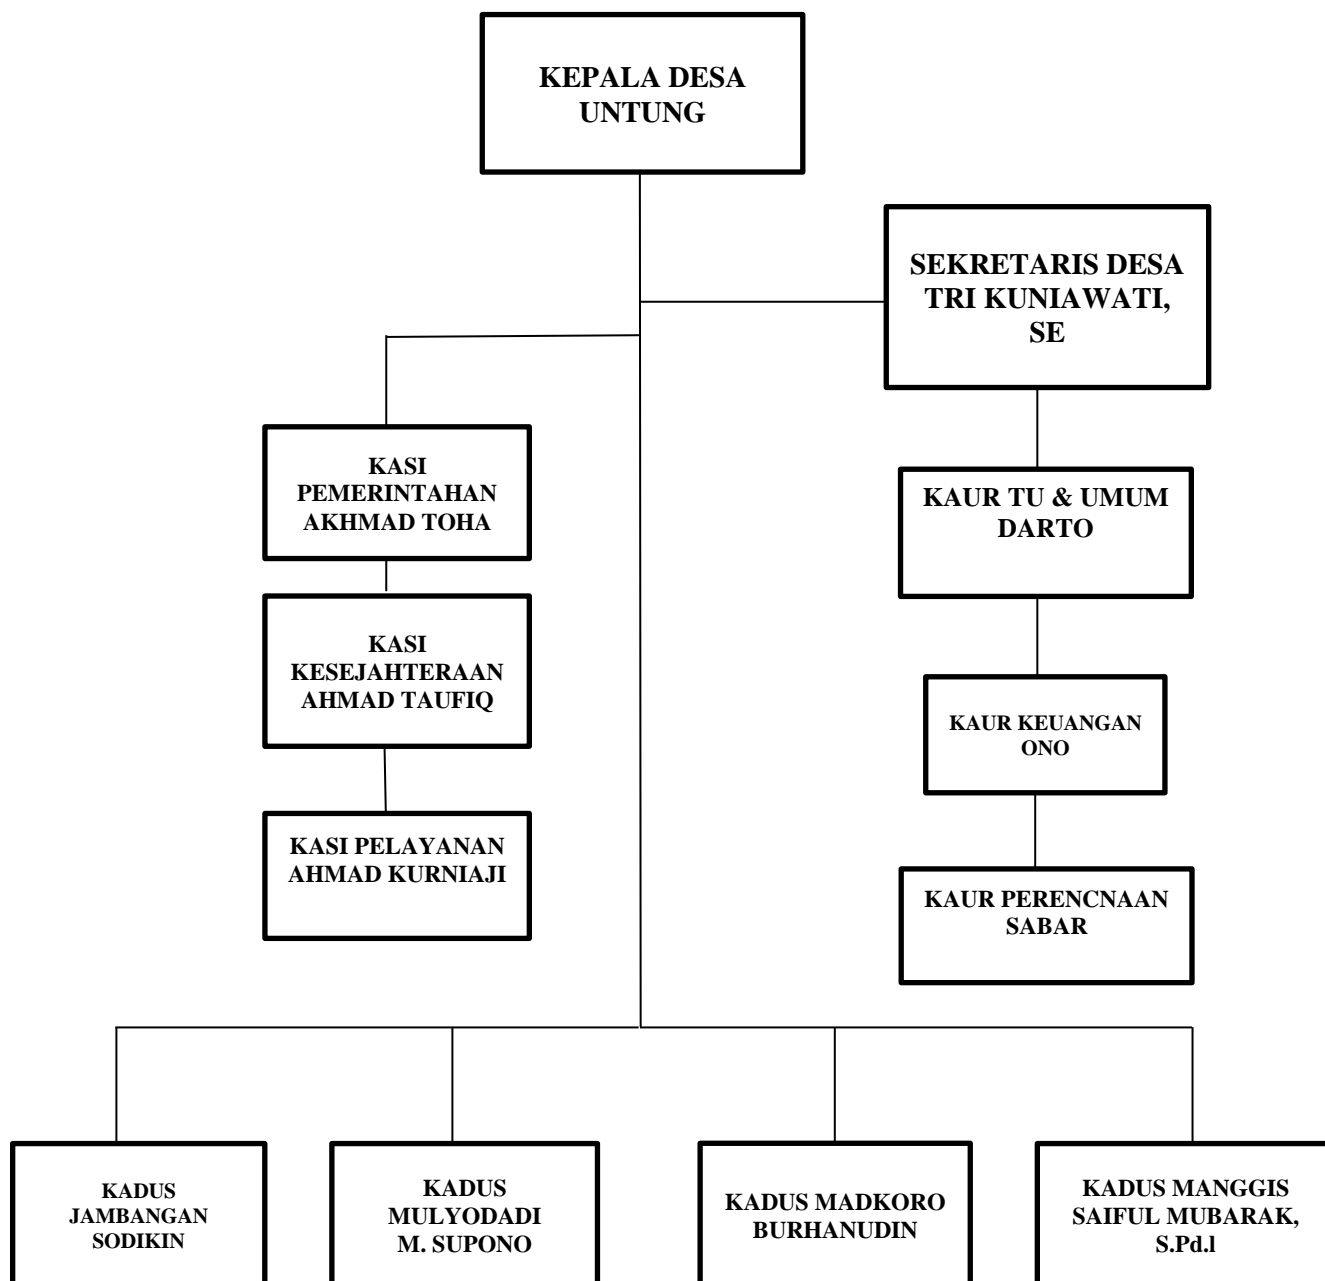 KEPALA DESA
UNTUNG
SEKRETARIS DESA
TRI KUNIAWATI,
SE
KASI
PEMERINTAHAN
AKHMAD TOHA
KAUR TU & UMUM
DARTO
KASI
KESEJAHTERAAN
AHMAD TAUFIQ
KAUR KEUANGAN
ONO
KASI PELAYANAN
AHMAD KURNIAJI
KAUR PERENCNAAN
SABAR
KADUS
JAMBANGAN
SODIKIN
KADUS
MULYODADI
M. SUPONO
KADUS MADKORO
BURHANUDIN
KADUS MANGGIS
SAIFUL MUBARAK,
S.Pd.l